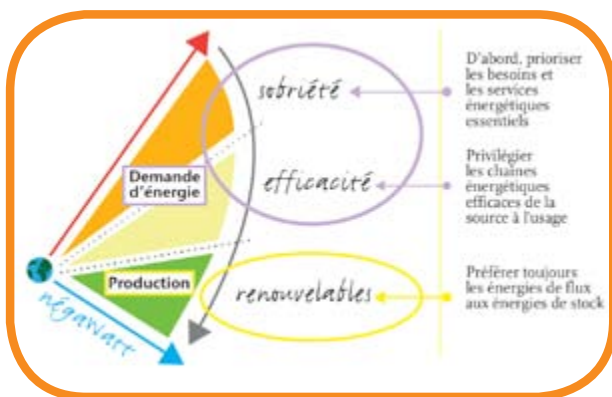 D'abord, prioriser
les besoins et
les services
énergétiques
essentiels
sobriété
Demande
d'énergie
efficacité
Privilégier
les chaînes
énergétiques
efficaces de la
source à l'usage
Production
renouvelables
Préférer toujours
les énergies de flux
aux énergies de stock
négawatt